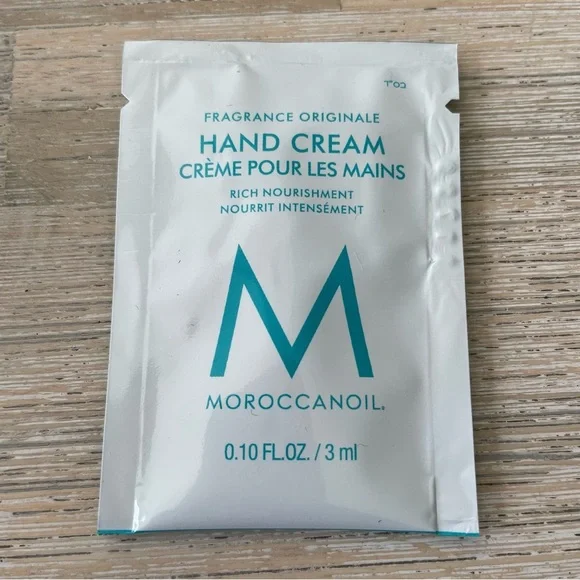 טסטר
FRAGRANCE ORIGINALE
HAND CREAM
CRÈME POUR LES MAINS
RICH NOURISHMENT
NOURRIT INTENSÉMENT
M
MOROCCANOIL®
0.10 FL.OZ. / 3 ml